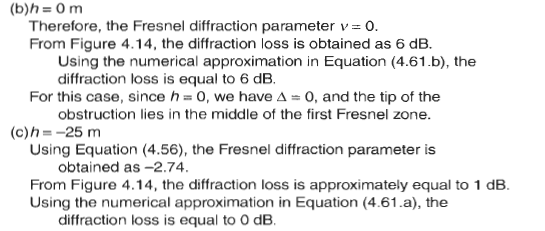 (b)h = 0 m
Therefore, the Fresnel diffraction parameter ν = 0.
From Figure 4.14, the diffraction loss is obtained as 6 dB.
Using the numerical approximation in Equation (4.61.b), the
diffraction loss is equal to 6 dB.
For this case, since h = 0, we have Δ = 0, and the tip of the
obstruction lies in the middle of the first Fresnel zone.
(c)h = –25 m
Using Equation (4.56), the Fresnel diffraction parameter is
obtained as –2.74.
From Figure 4.14, the diffraction loss is approximately equal to 1 dB.
Using the numerical approximation in Equation (4.61.a), the
diffraction loss is equal to 0 dB.